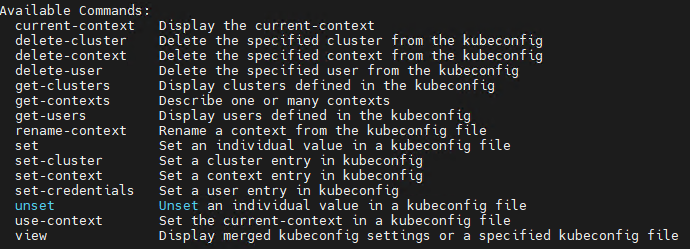 Available Commands:
current-context   Display the current-context
delete-cluster    Delete the specified cluster from the kubeconfig
delete-context    Delete the specified context from the kubeconfig
delete-user       Delete the specified user from the kubeconfig
get-clusters      Display clusters defined in the kubeconfig
get-contexts      Describe one or many contexts
get-users         Display users defined in the kubeconfig
rename-context    Rename a context from the kubeconfig file
set               Set an individual value in a kubeconfig file
set-cluster       Set a cluster entry in kubeconfig
set-context       Set a context entry in kubeconfig
set-credentials   Set a user entry in kubeconfig
unset             Unset an individual value in a kubeconfig file
use-context       Set the current-context in a kubeconfig file
view              Display merged kubeconfig settings or a specified kubeconfig file